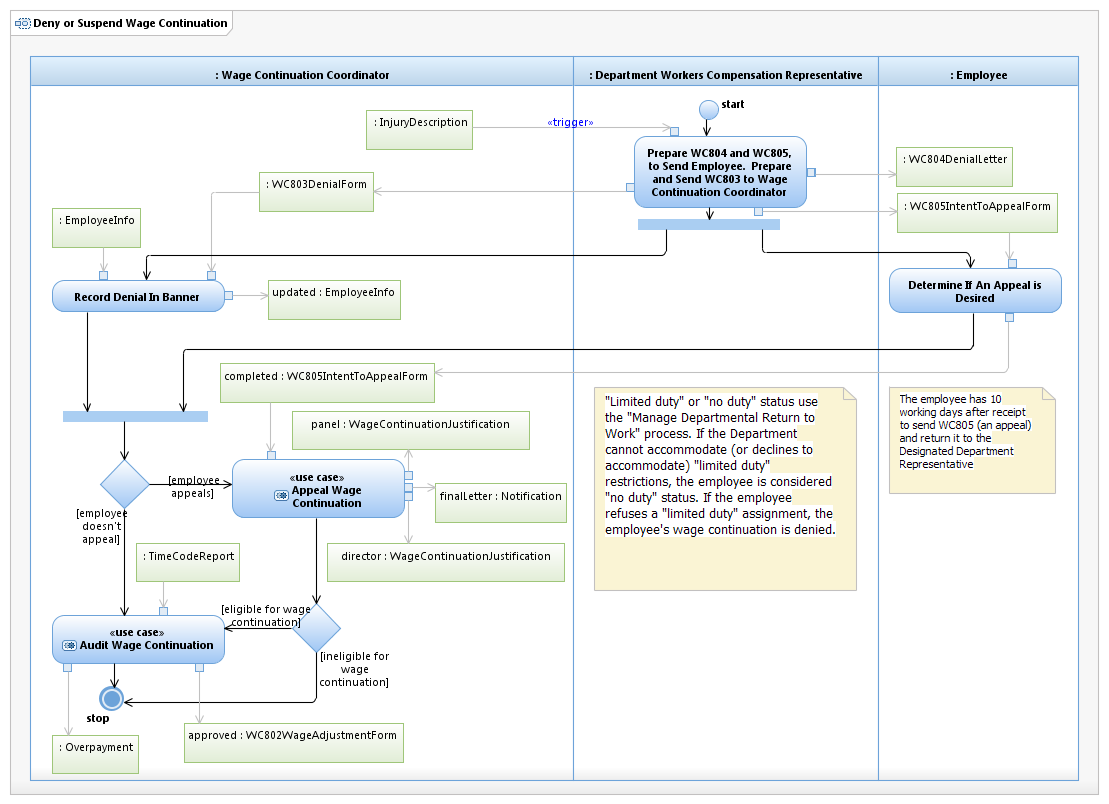 Deny or Suspend Wage Continuation
: Wage Continuation Coordinator
: Department Workers Compensation Representative
: Employee
start
: InjuryDescription
«trigger»
Prepare WC804 and WC805,
to Send Employee.  Prepare
and Send WC803 to Wage
Continuation Coordinator
: WC804DenialLetter
: WC803DenialForm
: WC805IntentToAppealForm
: EmployeeInfo
Record Denial In Banner
updated : EmployeeInfo
Determine If An Appeal is
Desired
completed : WC805IntentToAppealForm
panel : WageContinuationJustification
[employee
appeals]
«use case»
Appeal Wage
Continuation
finalLetter : Notification
[employee
doesn't
appeal]
director : WageContinuationJustification
: TimeCodeReport
"Limited duty" or "no duty" status use
the "Manage Departmental Return to
Work" process. If the Department
cannot accommodate (or declines to
accommodate) "limited duty"
restrictions, the employee is considered
"no duty" status. If the employee
refuses a "limited duty" assignment, the
employee's wage continuation is denied.
The employee has 10
working days after receipt
to send WC805 (an appeal)
and return it to the
Designated Department
Representative
[eligible for wage
continuation]
«use case»
Audit Wage Continuation
[ineligible for
wage
continuation]
stop
approved : WC802WageAdjustmentForm
: Overpayment